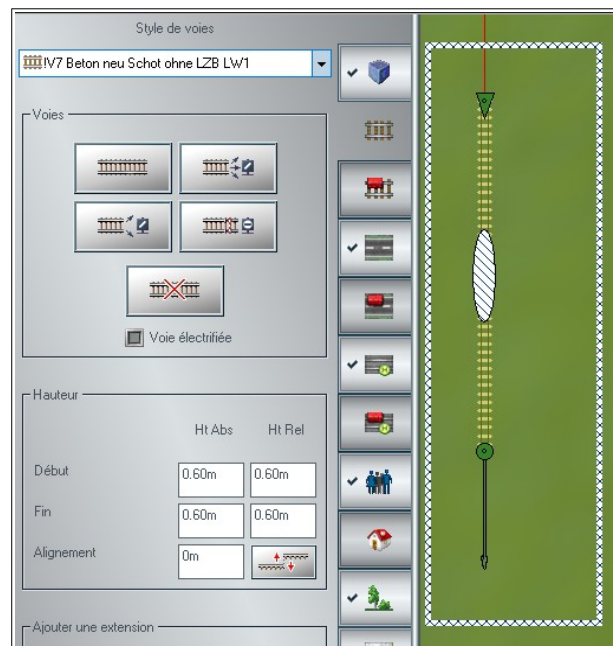 Style de voies
!V7 Beton neu Schot ohne LZB LW1
Voies
Voie électrifiée
Hauteur
Ht Abs Ht Rel
Début 0.60m 0.60m
Fin 0.60m 0.60m
Alignement 0m
Ajouter une extension